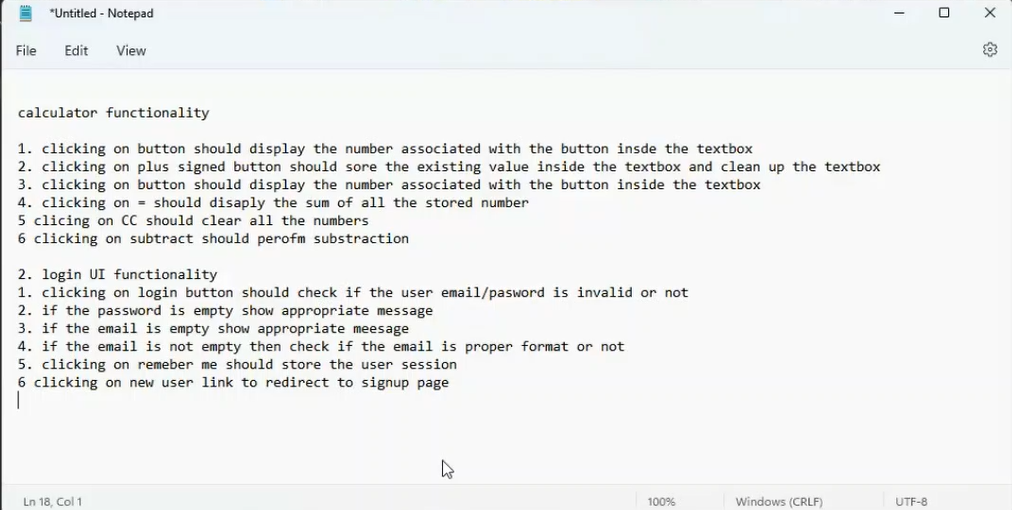 *Untitled - Notepad
File Edit View
calculator functionality
1. clicking on button should display the number associated with the button insde the textbox
2. clicking on plus signed button should sore the existing value inside the textbox and clean up the textbox
3. clicking on button should display the number associated with the button inside the textbox
4. clicking on = should disaply the sum of all the stored number
5 clicing on CC should clear all the numbers
6 clicking on subtract should perofm substraction
2. login UI functionality
1. clicking on login button should check if the user email/pasword is invalid or not
2. if the password is empty show appropriate message
3. if the email is empty show appropriate meesage
4. if the email is not empty then check if the email is proper format or not
5. clicking on remeber me should store the user session
6 clicking on new user link to redirect to signup page
Ln 18, Col 1 100% Windows (CRLF) UTF-8